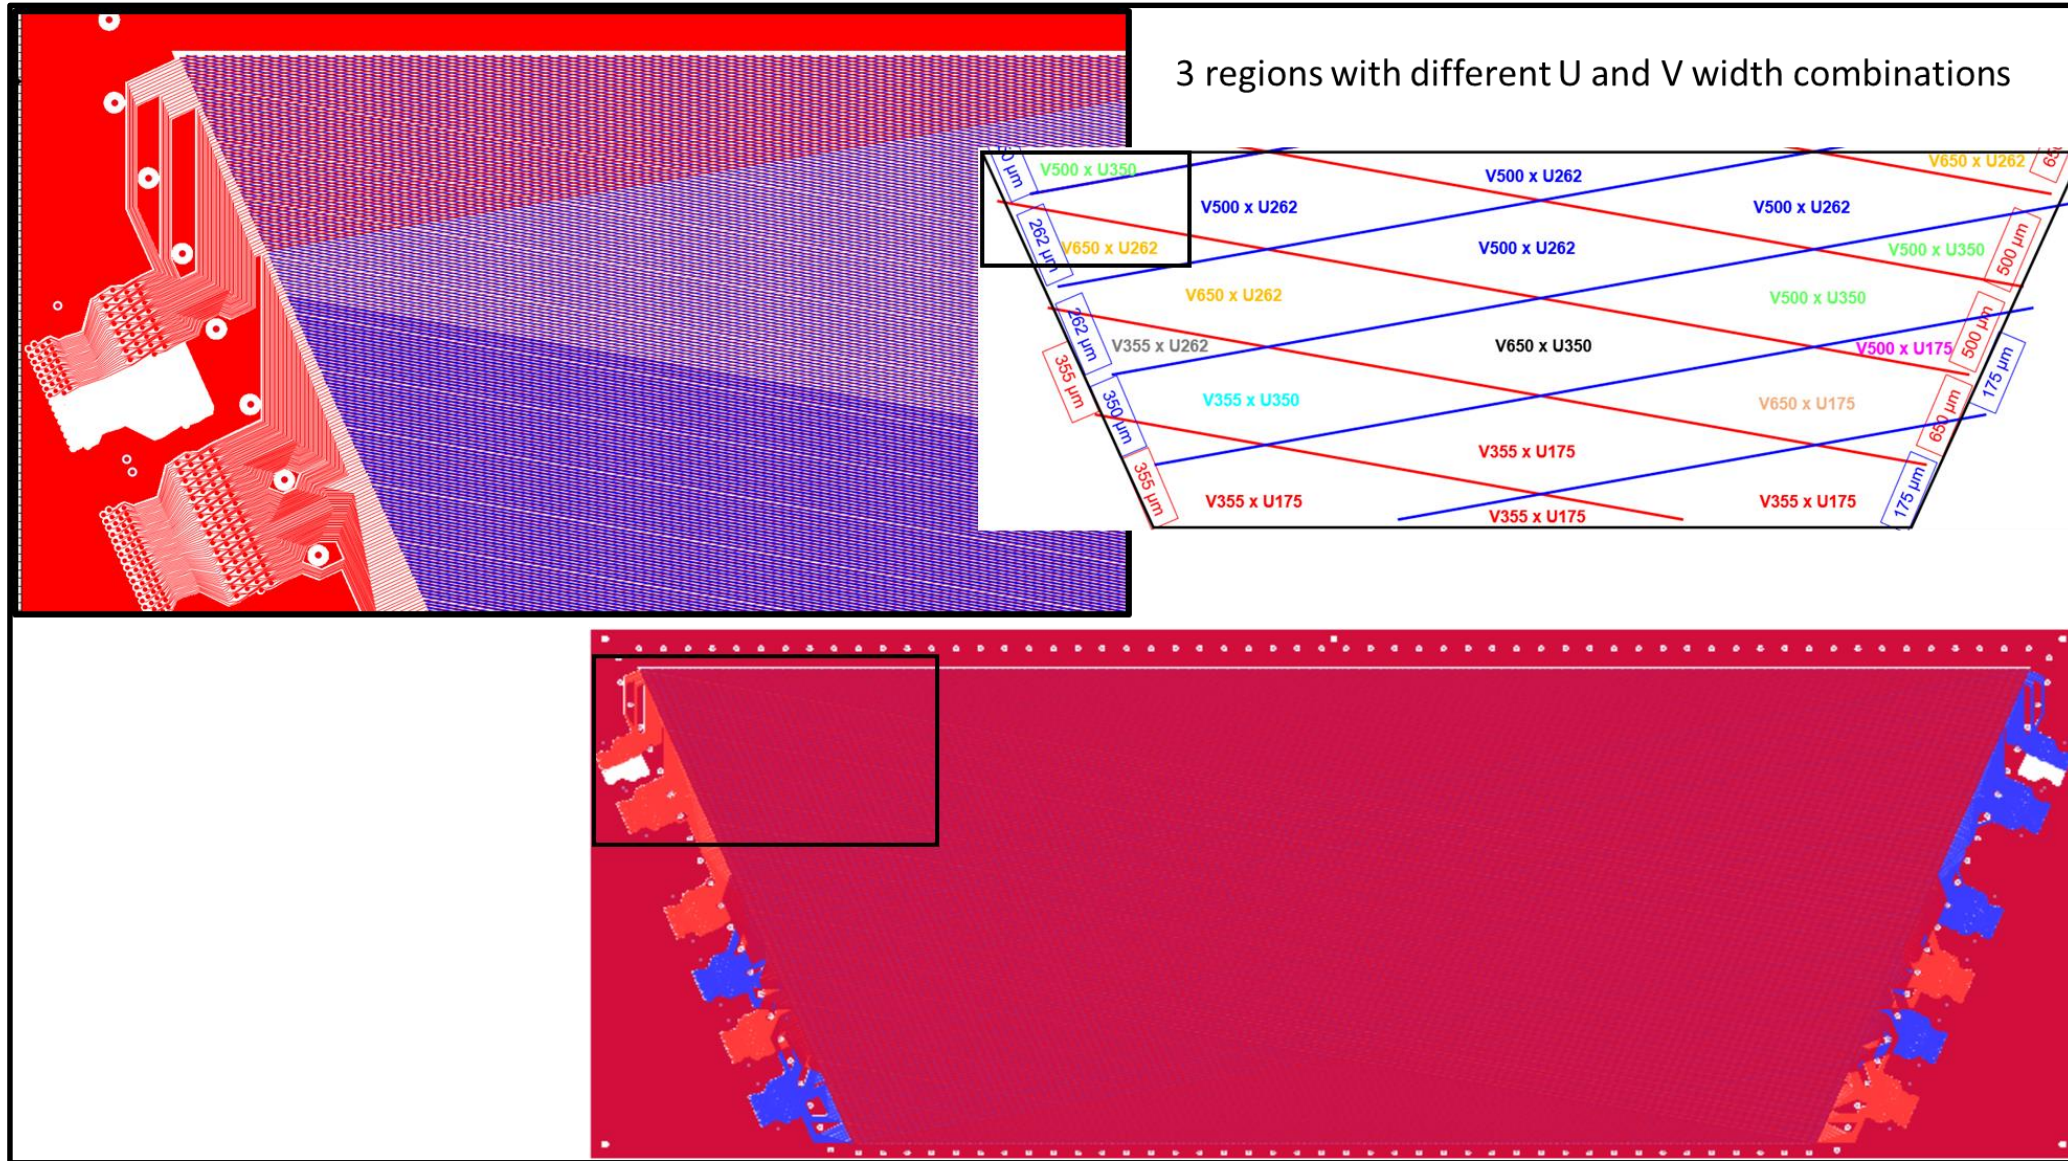 3 regions with different U and V width combinations
V500 x U350
V500 x U262
V650 x U262
V500 x U262
V500 x U262
262 µm
V650 x U262
V500 x U262
V500 x U350
500 µm
V650 x U262
V500 x U350
262 µm
V355 x U262
V650 x U350
V500 x U175
500 µm
355 µm
175 µm
350 µm
V355 x U350
V650 x U175
650 µm
V355 x U175
355 µm
175 µm
V355 x U175
V355 x U175
V355 x U175